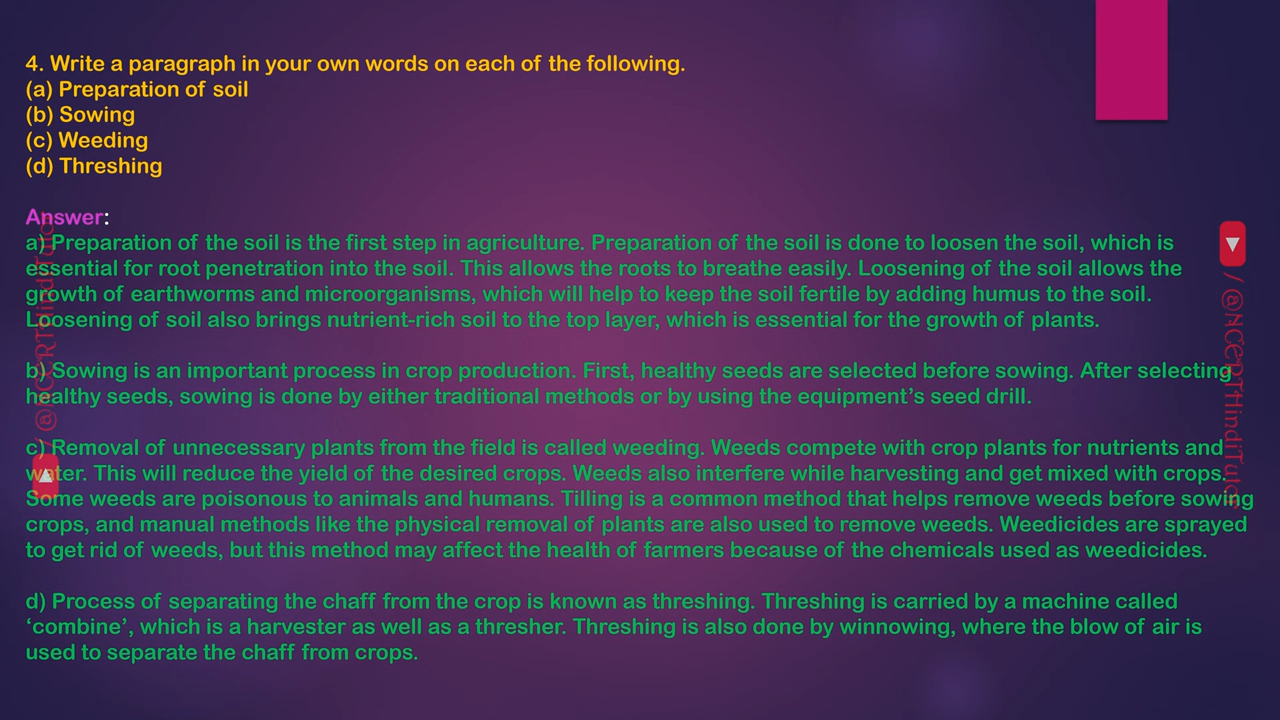 4. Write a paragraph in your own words on each of the following.
(a) Preparation of soil
(b) Sowing
(c) Weeding
(d) Threshing
Answer:
a) Preparation of the soil is the first step in agriculture. Preparation of the soil is done to loosen the soil, which is
essential for root penetration into the soil. This allows the roots to breathe easily. Loosening of the soil allows the
growth of earthworms and microorganisms, which will help to keep the soil fertile by adding humus to the soil.
Loosening of soil also brings nutrient-rich soil to the top layer, which is essential for the growth of plants.
b) Sowing is an important process in crop production. First, healthy seeds are selected before sowing. After selecting
healthy seeds, sowing is done by either traditional methods or by using the equipment’s seed drill.
c) Removal of unnecessary plants from the field is called weeding. Weeds compete with crop plants for nutrients and
water. This will reduce the yield of the desired crops. Weeds also interfere while harvesting and get mixed with crops.
Some weeds are poisonous to animals and humans. Tilling is a common method that helps remove weeds before sowing
crops, and manual methods like the physical removal of plants are also used to remove weeds. Weedicides are sprayed
to get rid of weeds, but this method may affect the health of farmers because of the chemicals used as weedicides.
d) Process of separating the chaff from the crop is known as threshing. Threshing is carried by a machine called
‘combine’, which is a harvester as well as a thresher. Threshing is also done by winnowing, where the blow of air is
used to separate the chaff from crops.
/ @NCERTHindiTutor
/ @NCERTHindiTutor